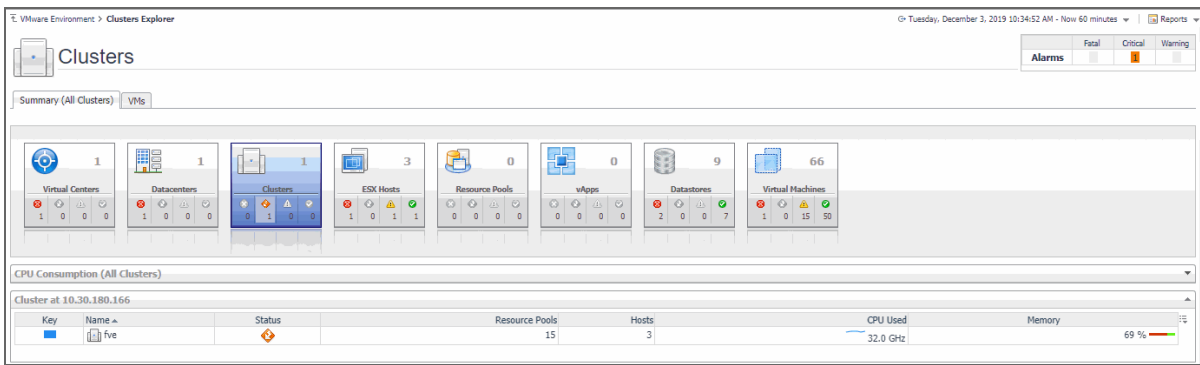 VMware Environment > Clusters Explorer
Tuesday, December 3, 2019 10:34:52 AM - Now 60 minutes
Reports
Clusters
Fatal Critical Warning
Alarms 1
Summary (All Clusters) VMs
1 1 1 3 0 0 9 66
Virtual Centers Datacenters Clusters ESX Hosts Resource Pools vApps Datastores Virtual Machines
1 0 0 0 1 0 0 0 0 1 0 0 1 0 1 1 0 0 0 0 0 0 0 0 2 0 0 7 1 0 15 50
CPU Consumption (All Clusters)
Cluster at 10.30.180.166
Key Name Status Resource Pools Hosts CPU Used Memory
fve 15 3 32.0 GHz 69 %